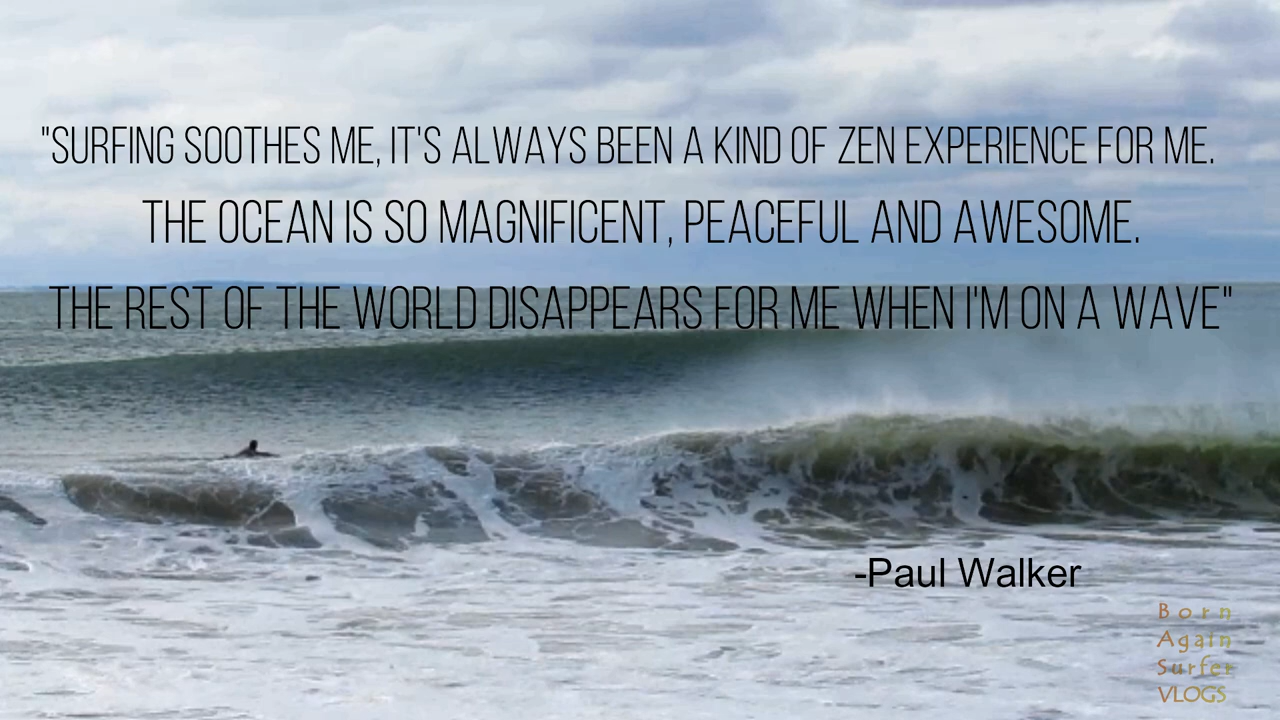 "SURFING SOOTHES ME, IT'S ALWAYS BEEN A KIND OF ZEN EXPERIENCE FOR ME.
THE OCEAN IS SO MAGNIFICENT, PEACEFUL AND AWESOME.
THE REST OF THE WORLD DISAPPEARS FOR ME WHEN I'M ON A WAVE"
-Paul Walker
Born
Again
Surfer
VLOGS